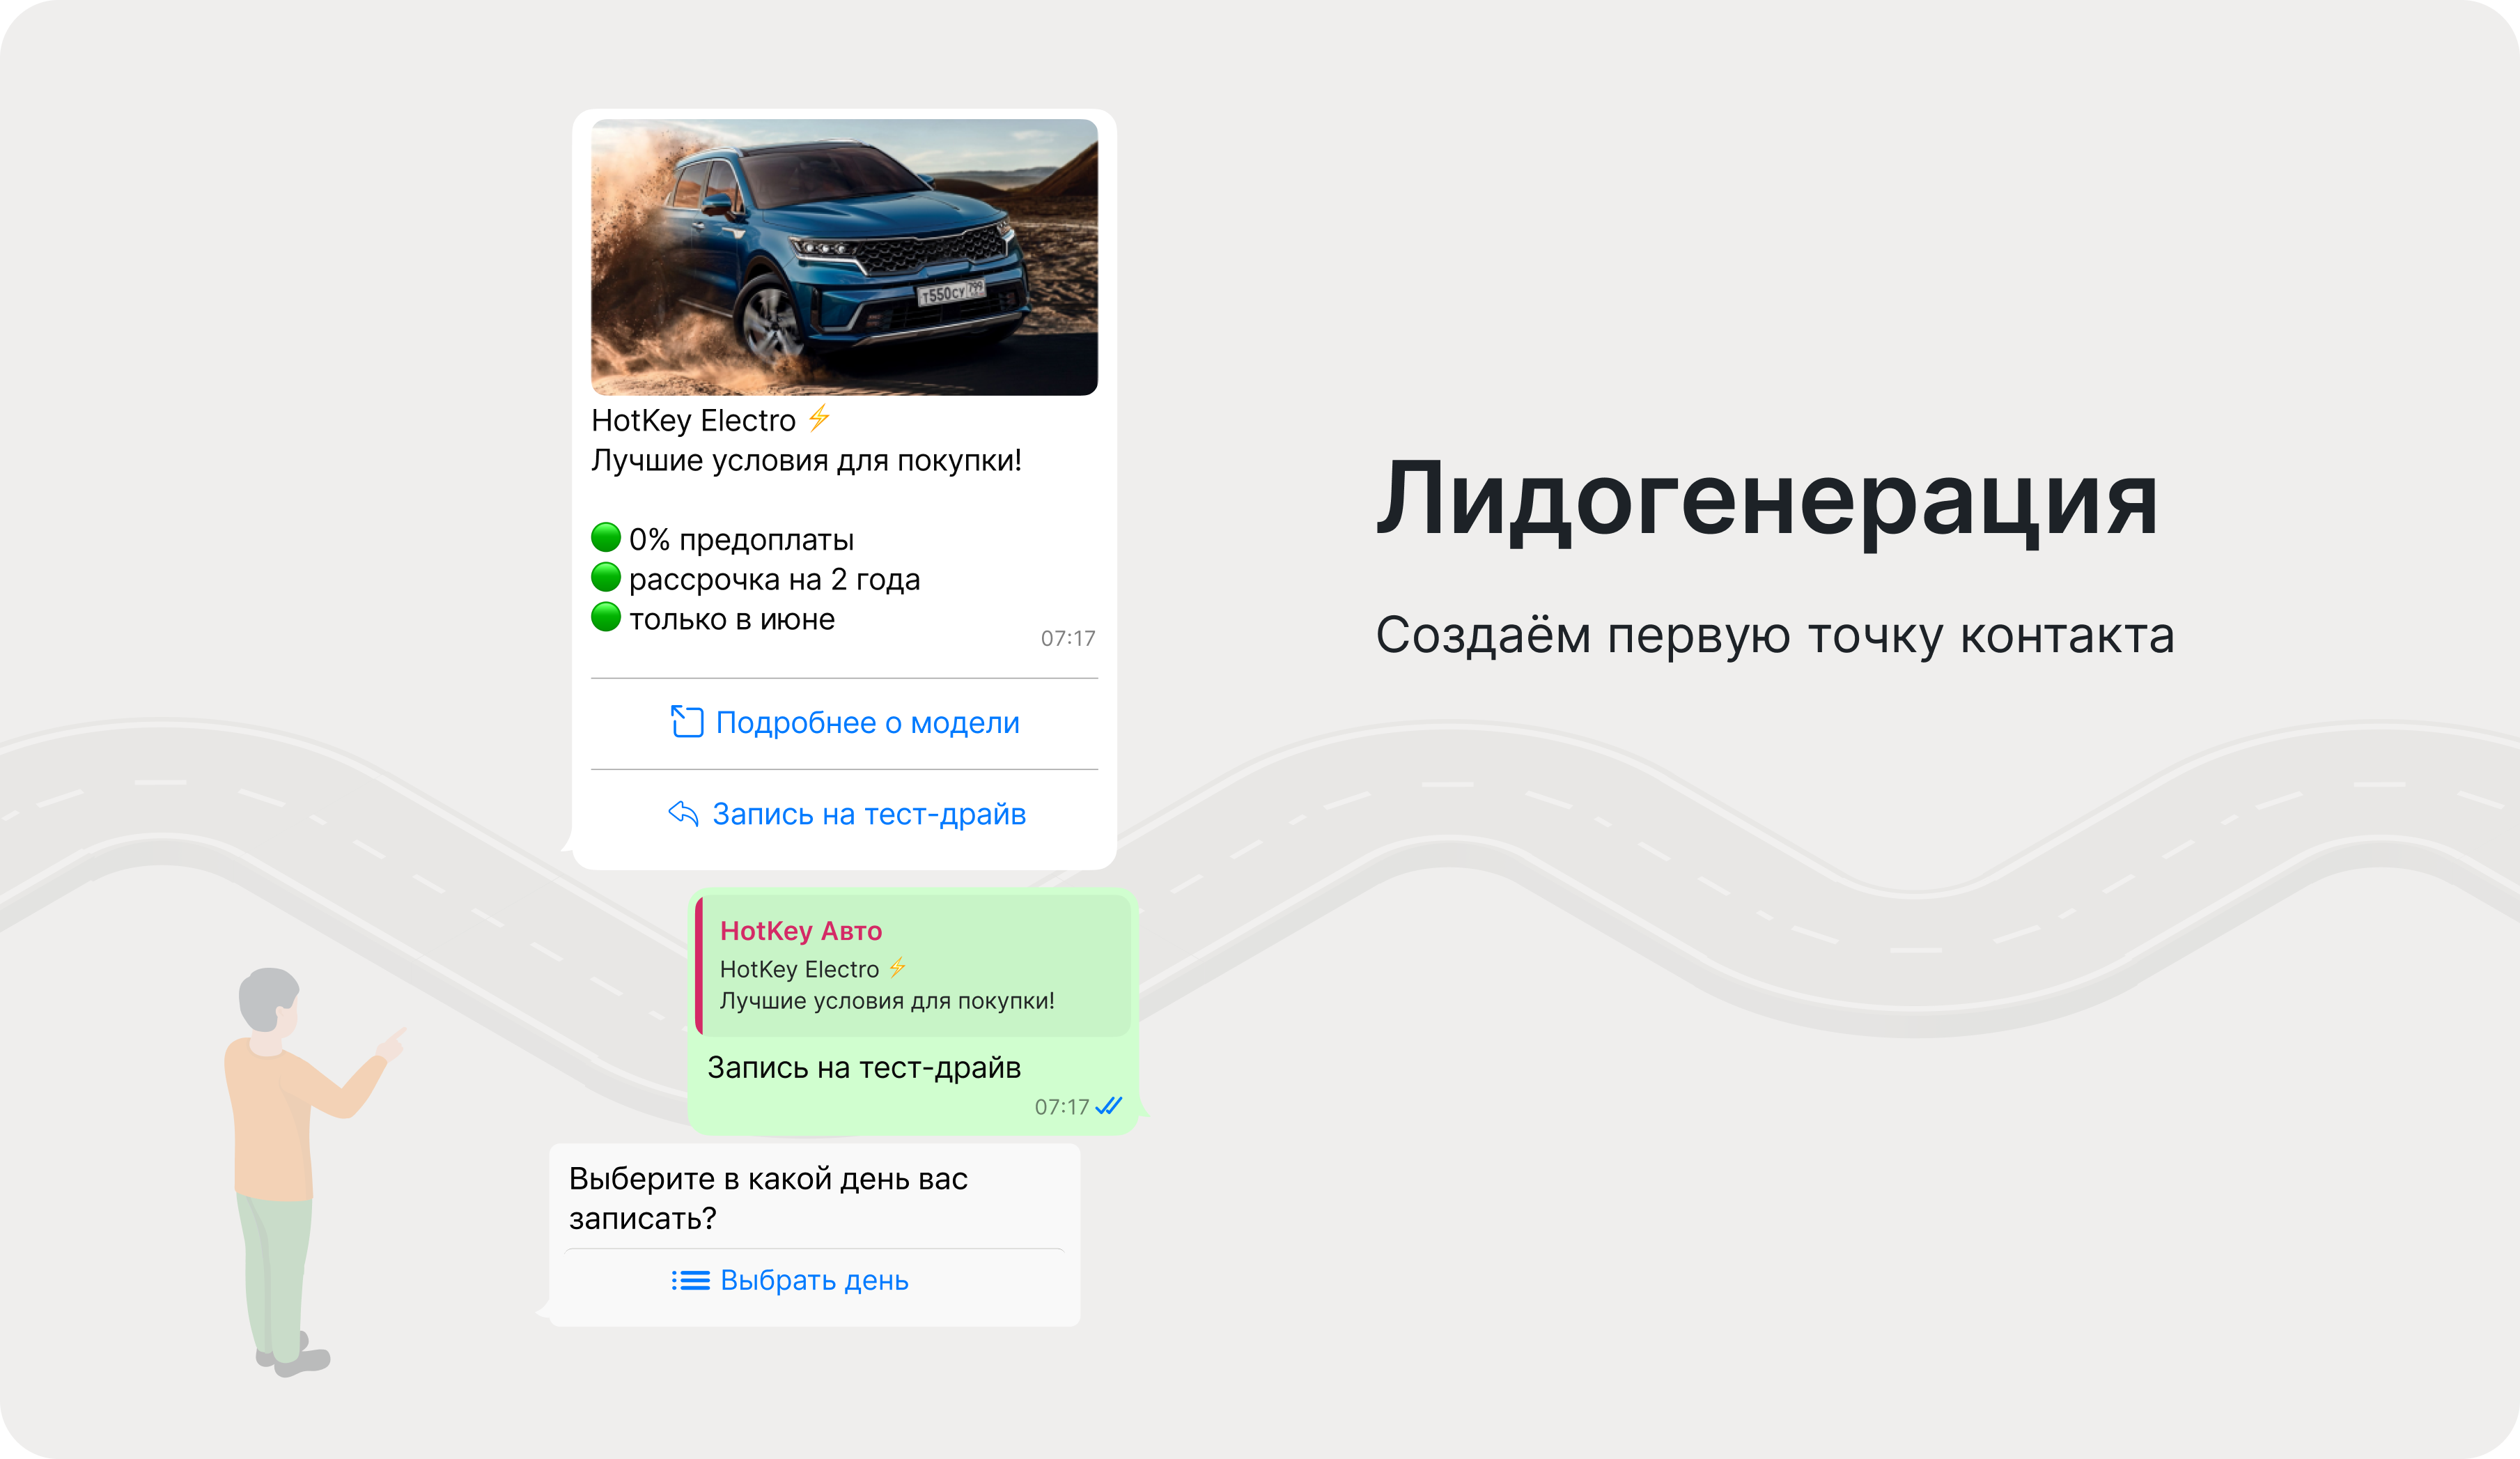 Т550СУ 799
HotKey Electro ⚡
Лучшие условия для покупки!
🟢 0% предоплаты
🟢 рассрочка на 2 года
🟢 только в июне
07:17
Подробнее о модели
Запись на тест-драйв
HotKey Авто
HotKey Electro ⚡
Лучшие условия для покупки!
Запись на тест-драйв
07:17
Выберите в какой день вас
записать?
Выбрать день
Лидогенерация
Создаём первую точку контакта